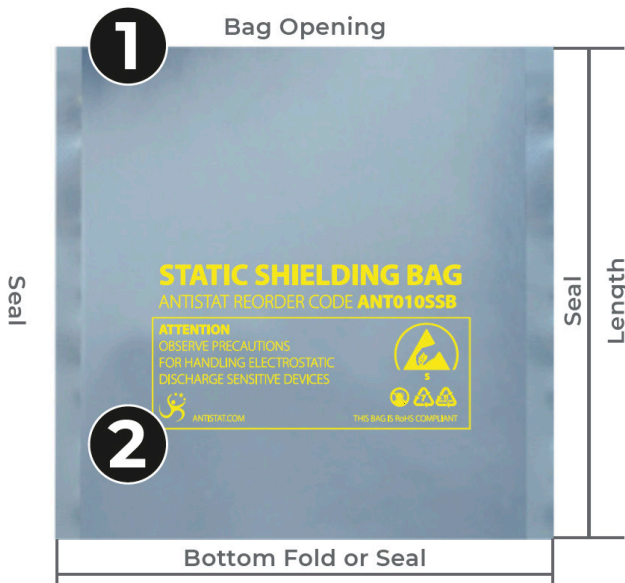 1
Bag Opening
Seal
STATIC SHIELDING BAG
ANTISTAT REORDER CODE ANT010SSB
ATTENTION
OBSERVE PRECAUTIONS
FOR HANDLING ELECTROSTATIC
DISCHARGE SENSITIVE DEVICES
S
ANTISTAT.COM
THIS BAG IS RoHS COMPLIANT
2
Seal
Length
Bottom Fold or Seal